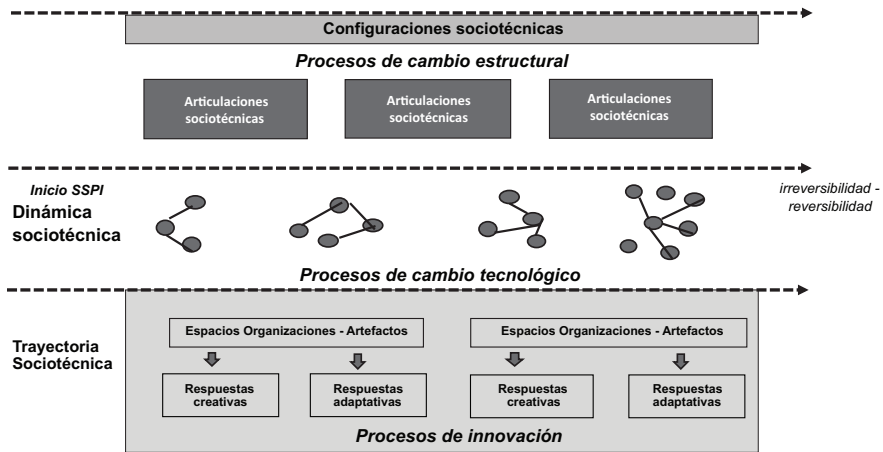 Configuraciones sociotécnicas
Procesos de cambio estructural
Articulaciones
sociotécnicas
Articulaciones
sociotécnicas
Articulaciones
sociotécnicas
Inicio SSPI
Dinámica
sociotécnica
irreversibilidad -
reversibilidad
Procesos de cambio tecnológico
Trayectoria
Sociotécnica
Espacios Organizaciones - Artefactos
Espacios Organizaciones - Artefactos
Respuestas
creativas
Respuestas
adaptativas
Respuestas
creativas
Respuestas
adaptativas
Procesos de innovación